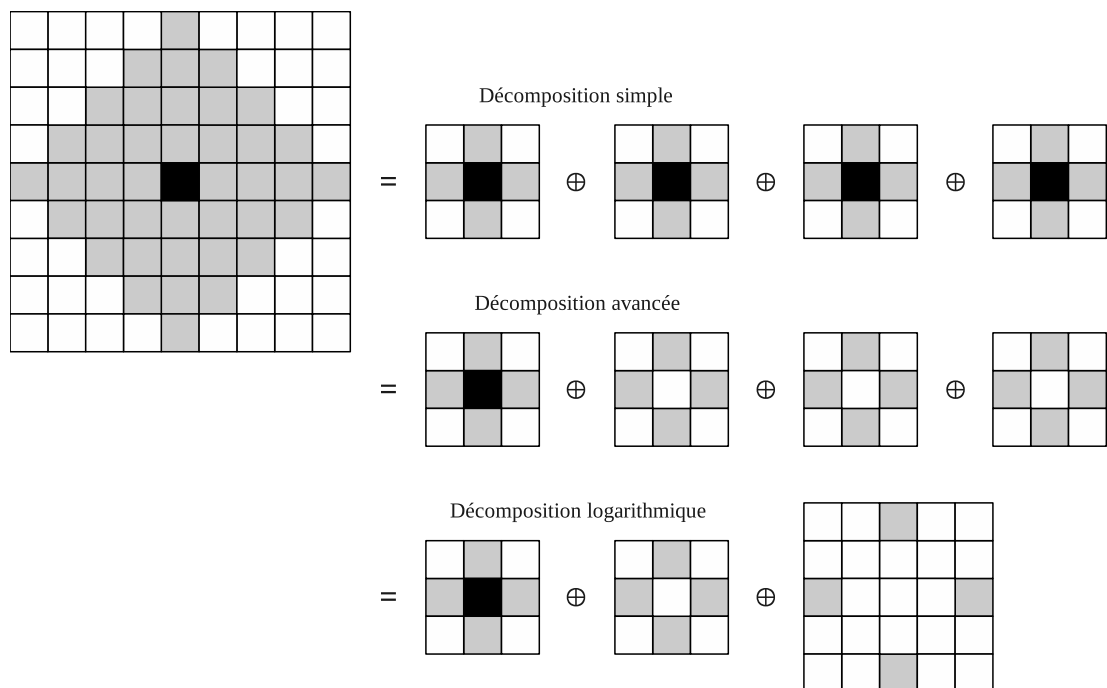 Décomposition simple
= ⊕ ⊕ ⊕
Décomposition avancée
= ⊕ ⊕ ⊕
Décomposition logarithmique
= ⊕ ⊕